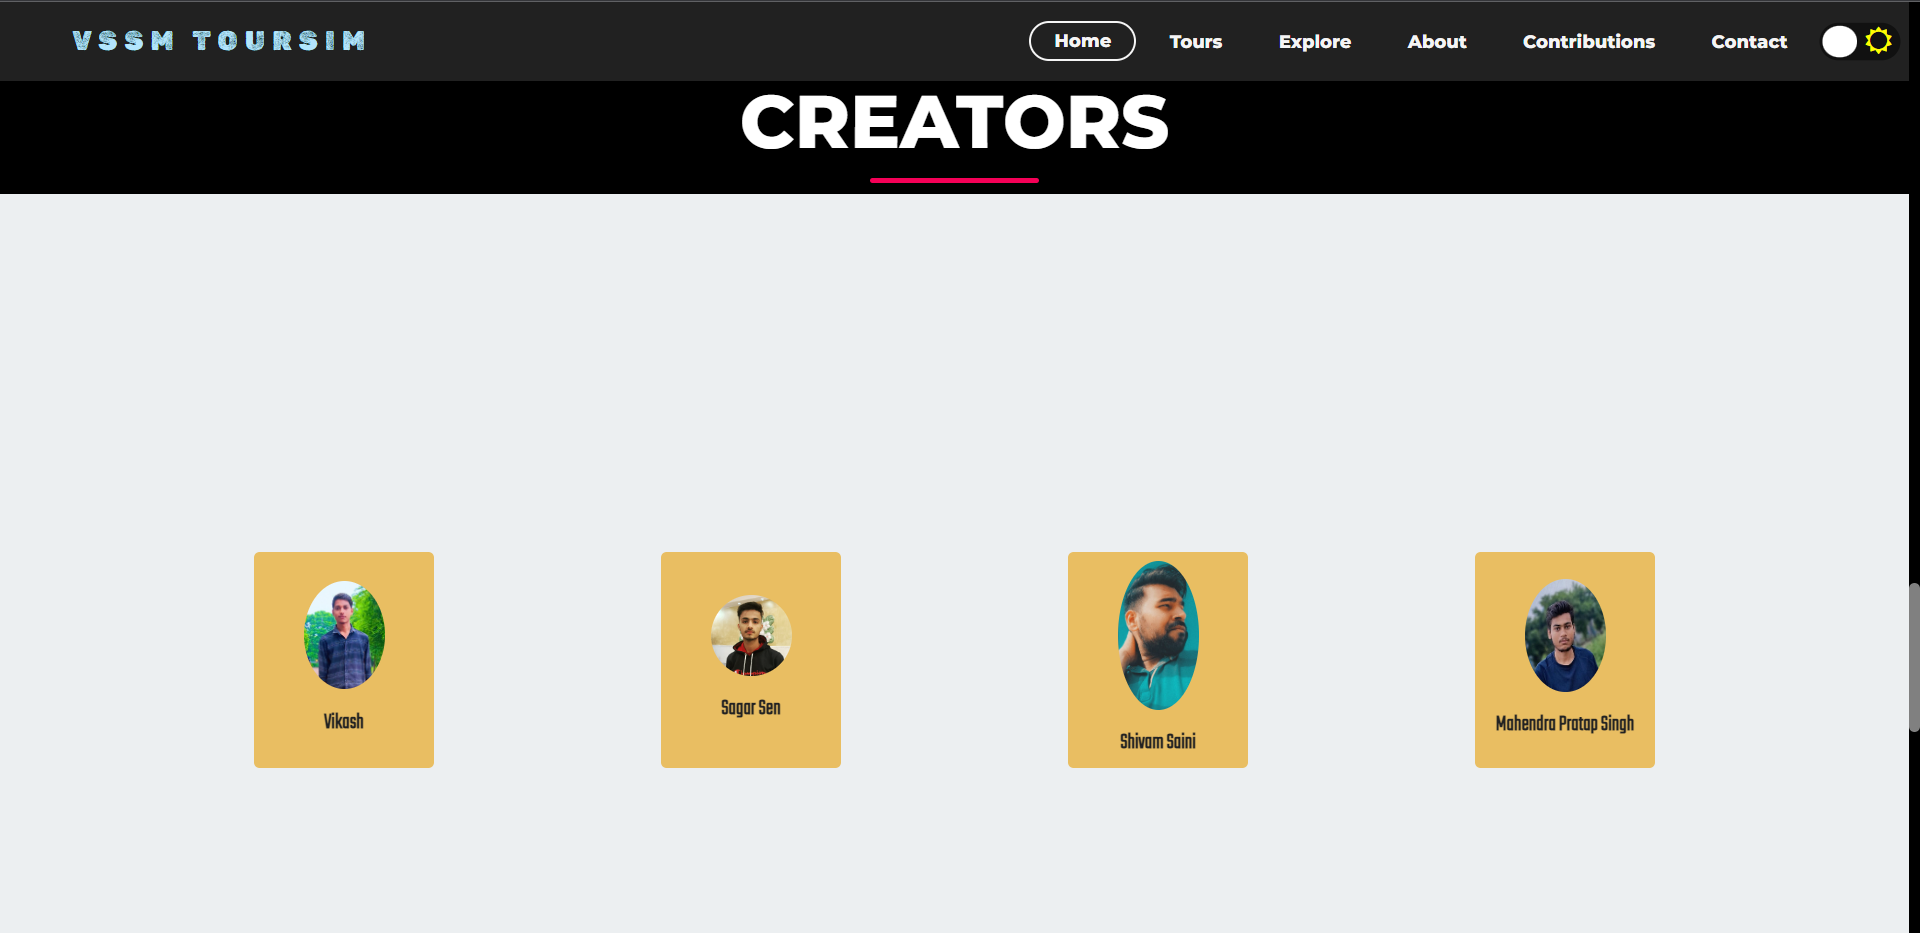 VSSM TOURSIM
Home Tours Explore About Contributions Contact
CREATORS
Vikash
Sagar Sen
Shivam Saini
Mahendra Pratap Singh